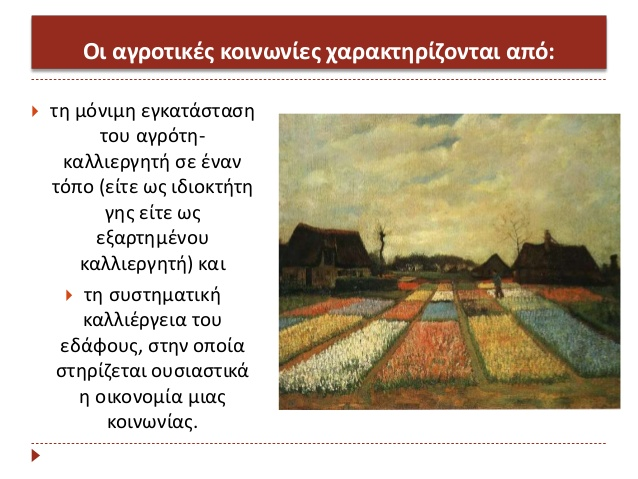 Οι αγροτικές κοινωνίες χαρακτηρίζονται από:
τη μόνιμη εγκατάσταση
του αγρότη-
καλλιεργητή σε έναν
τόπο (είτε ως ιδιοκτήτη
γης είτε ως
εξαρτημένου
καλλιεργητή) και
τη συστηματική
καλλιέργεια του
εδάφους, στην οποία
στηρίζεται ουσιαστικά
η οικονομία μιας
κοινωνίας.